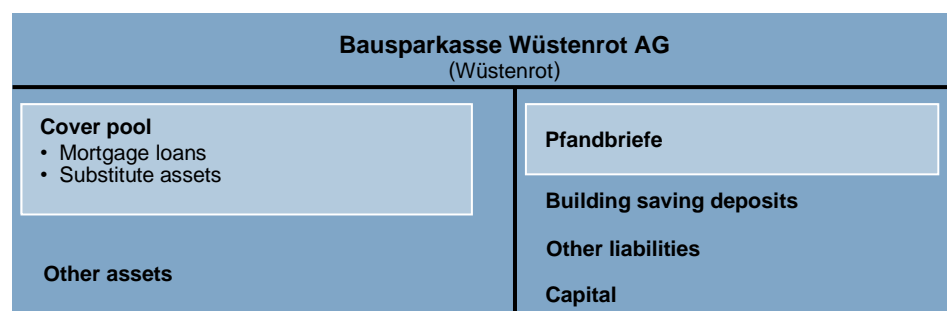 Bausparkasse Wüstenrot AG
(Wüstenrot)
Cover pool
• Mortgage loans
• Substitute assets
Other assets
Pfandbriefe
Building saving deposits
Other liabilities
Capital